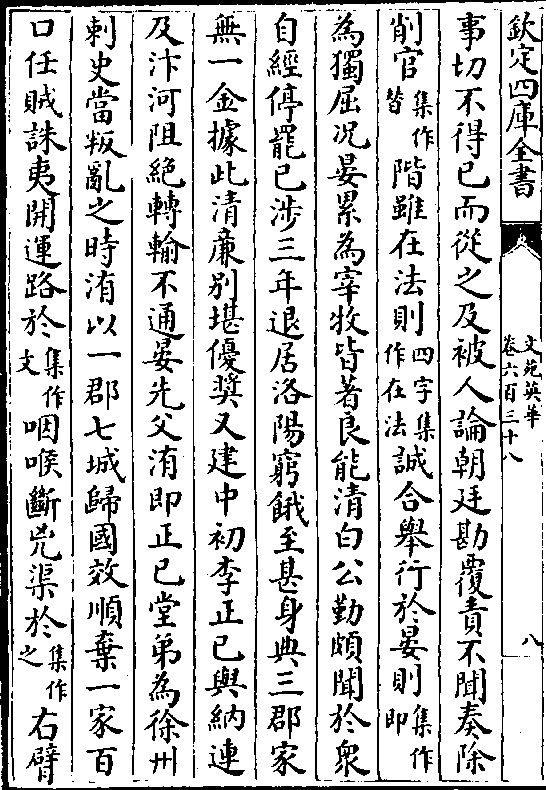 欽定四庫全書
文苑英華
卷六百三十八
八
事切不得已而從之及被人論朝廷勘覆責不聞奏除
削官集作皆階雖在法則四字集作在法誠合舉行於晏則集作即
為獨屈况晏累為宰牧皆著良能清白公勤頗聞於衆
自經停罷已涉三年退居洛陽窮餓至甚身典三郡家
無一金據此清廉别堪優奬又建中初李正已與納連
及汴河阻絶轉輸不通晏先父洧即正已堂弟為徐州
刺史當叛亂之時洧以一郡七城歸國效順棄一家百
口任賊誅夷開運路於集作之咽喉斷兇渠於集作之右臂